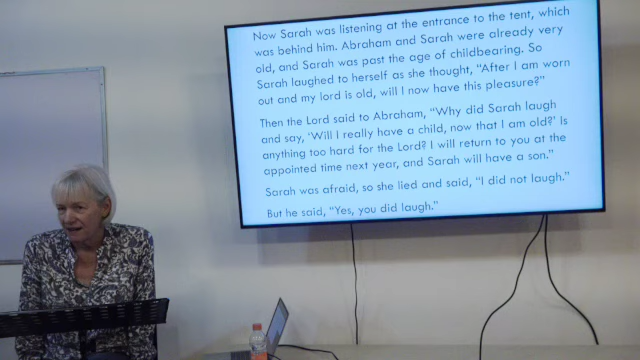 Now Sarah was listening at the entrance to the tent, which
was behind him. Abraham and Sarah were already very
old, and Sarah was past the age of childbearing. So
Sarah laughed to herself as she thought, “After I am worn
out and my lord is old, will I now have this pleasure?”
Then the Lord said to Abraham, “Why did Sarah laugh
and say, ‘Will I really have a child, now that I am old?’ Is
anything too hard for the Lord? I will return to you at the
appointed time next year, and Sarah will have a son.”
Sarah was afraid, so she lied and said, “I did not laugh.”
But he said, “Yes, you did laugh.”